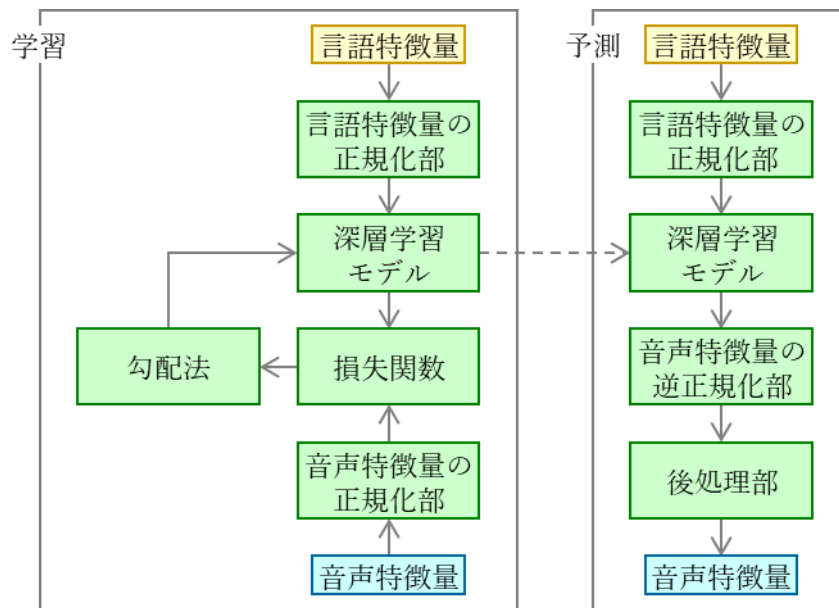 学習
言語特徴量
言語特徴量の
正規化部
深層学習
モデル
勾配法
損失関数
音声特徴量の
正規化部
音声特徴量
予測
言語特徴量
言語特徴量の
正規化部
深層学習
モデル
音声特徴量の
逆正規化部
後処理部
音声特徴量